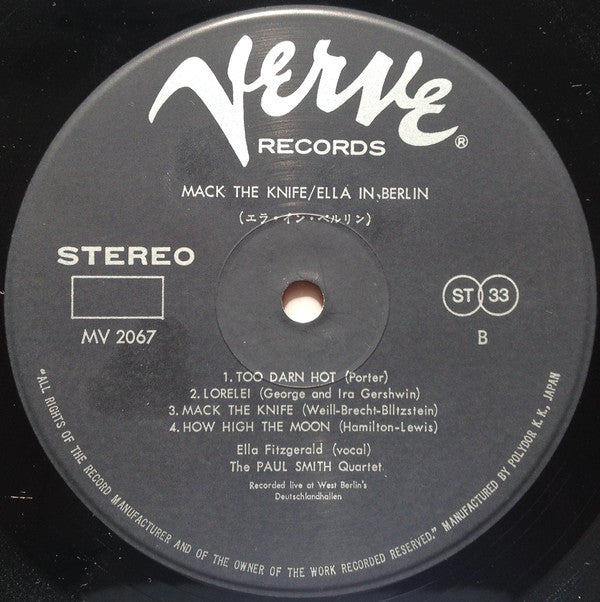 Verve
RECORDS ®
MACK THE KNIFE/ELLA IN BERLIN
(エラ・イン・ベルリン)
STEREO
MV 2067
ST 33
B
1. TOO DARN HOT (Porter)
2. LORELEI (George and Ira Gershwin)
3. MACK THE KNIFE (Weill-Brecht-Blitzstein)
4. HOW HIGH THE MOON (Hamilton-Lewis)
Ella Fitzgerald (vocal)
The PAUL SMITH Quartet
Recorded live at West Berlin's
Deutschlandhallen
"ALL RIGHTS OF THE RECORD MANUFACTURER AND OF THE OWNER OF THE WORK RECORDED RESERVED." MANUFACTURED BY POLYDOR K. K., JAPAN